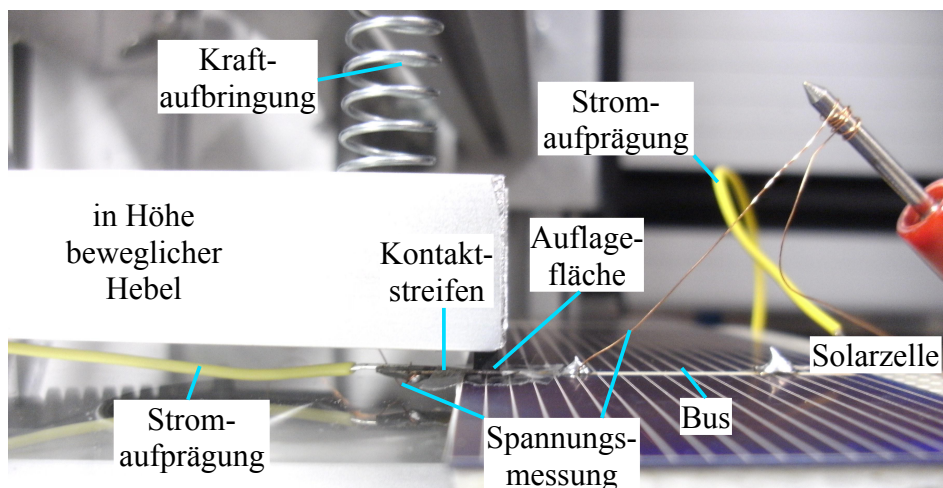 Kraft-
aufbringung
Strom-
aufprägung
in Höhe
beweglicher
Hebel
Kontakt-
streifen
Auflage-
fläche
Solarzelle
Strom-
aufprägung
Spannungs-
messung
Bus